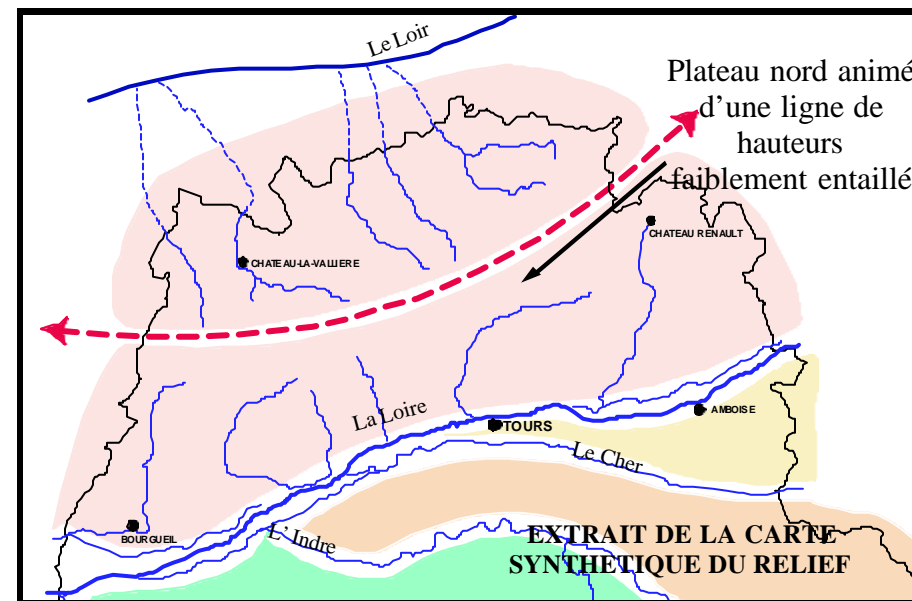 Le Loir
Plateau nord animé
d'une ligne de
hauteurs
faiblement entaillé
CHATEAU RENAULT
CHATEAU-LA-VALLIERE
La Loire
AMBOISE
TOURS
Le Cher
BOURGUEIL
L' Indre
EXTRAIT DE LA CARTE
SYNTHETIQUE DU RELIEF